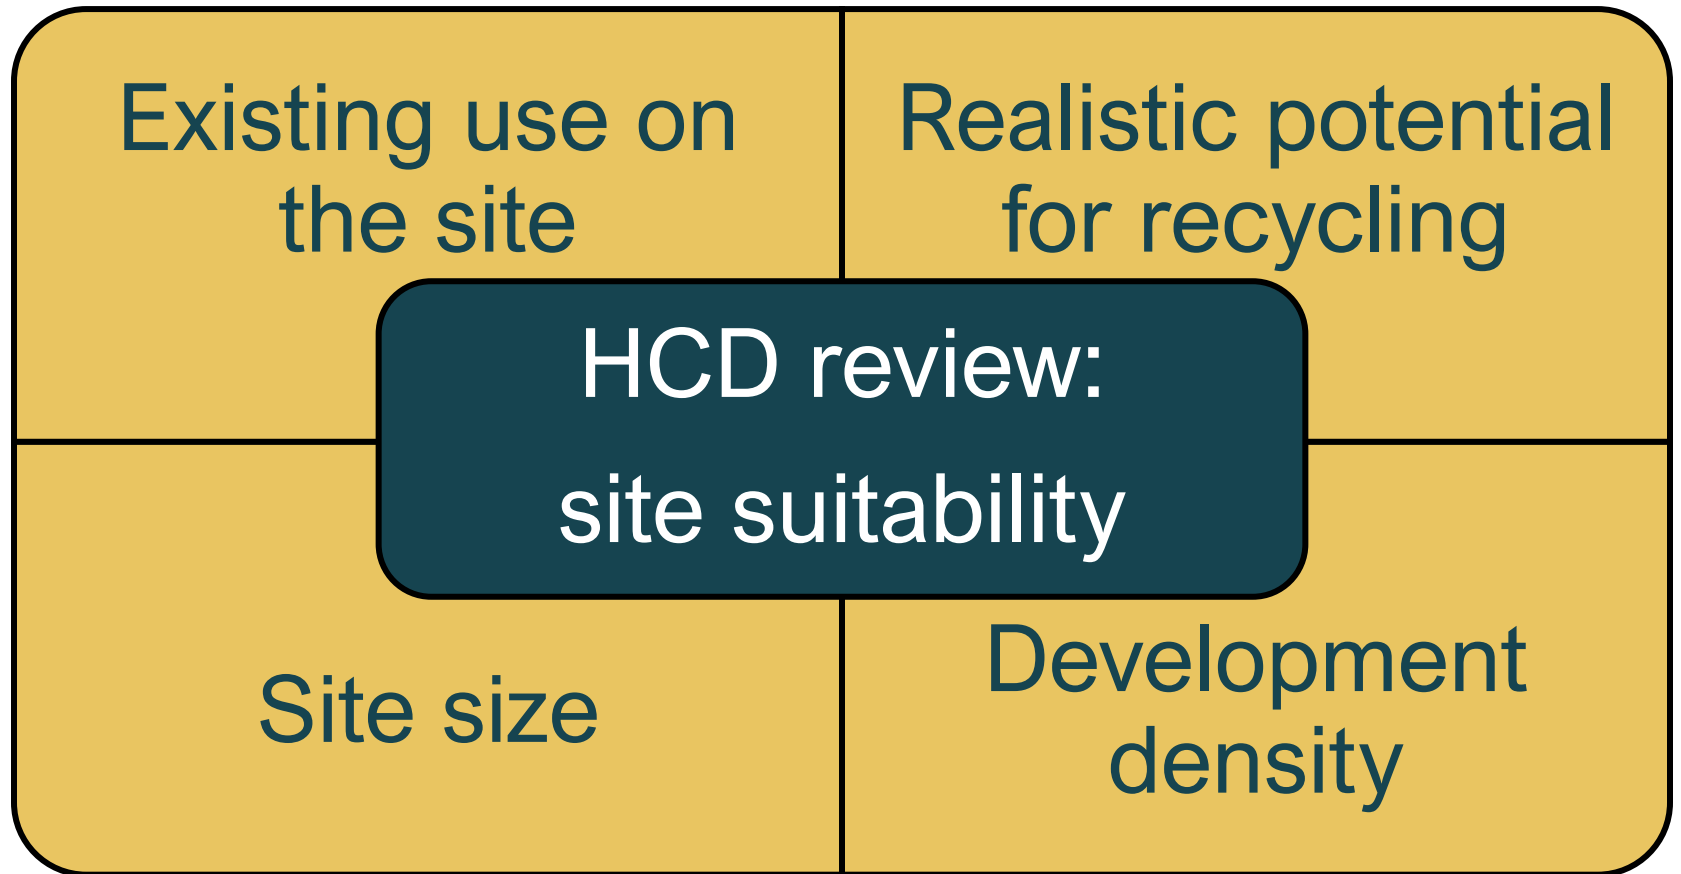 Existing use on
the site
Realistic potential
for recycling
HCD review:
site suitability
Site size
Development
density